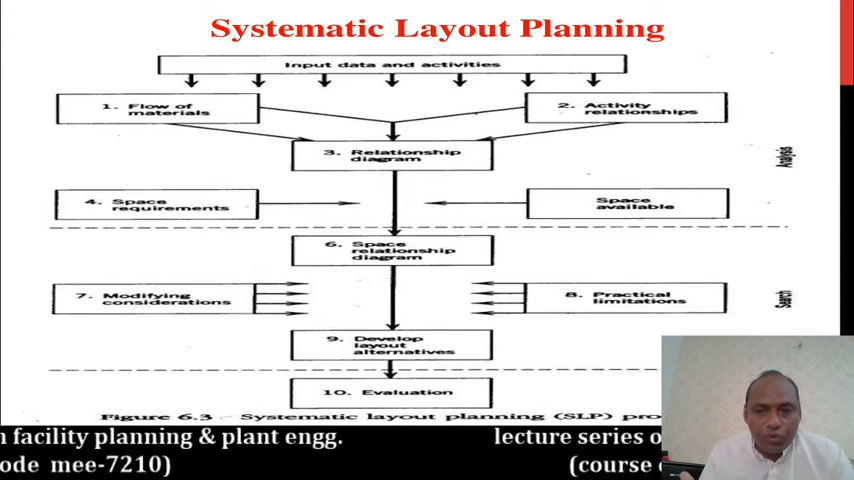 Systematic Layout Planning
Input data and activities
1. Flow of
materials
2. Activity
relationships
3. Relationship
diagram
Analysis
4. Space
requirements
Space
available
6. Space
relationship
diagram
7. Modifying
considerations
8. Practical
limitations
Search
9. Develop
layout
alternatives
10. Evaluation
Figure 6.3 Systematic layout planning (SLP)
facility planning & plant engg.
lecture series
mee-7210)
(course